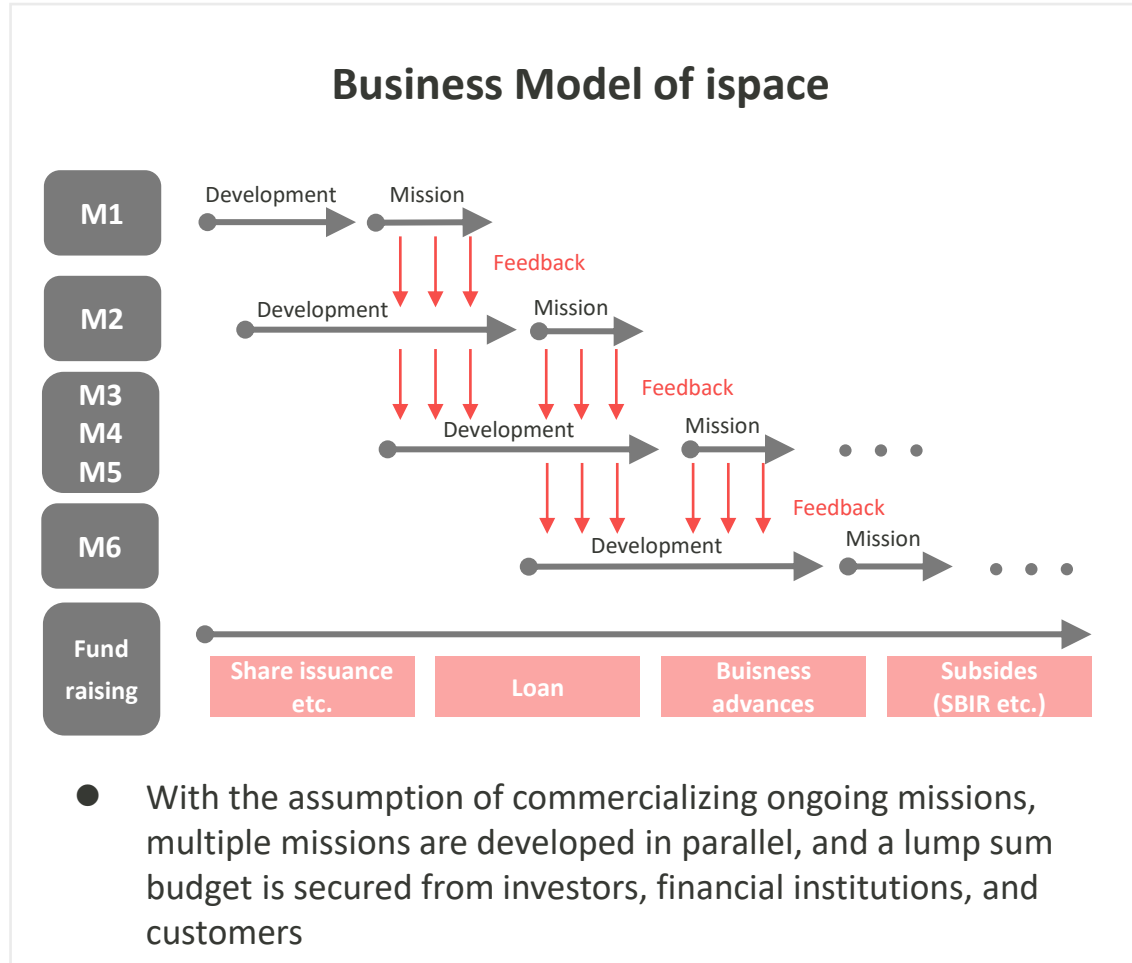 Business Model of ispace
M1
Development
Mission
Feedback
M2
Development
Mission
Feedback
M3
M4
M5
Development
Mission
• • •
Feedback
M6
Development
Mission
• • •
Fund
raising
Share issuance
etc.
Loan
Buisness
advances
Subsides
(SBIR etc.)
● With the assumption of commercializing ongoing missions,
multiple missions are developed in parallel, and a lump sum
budget is secured from investors, financial institutions, and
customers